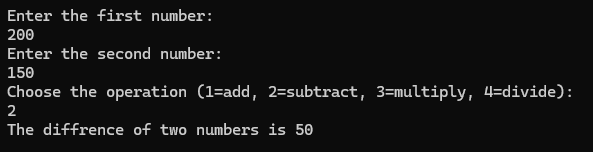 Enter the first number:
200
Enter the second number:
150
Choose the operation (1=add, 2=subtract, 3=multiply, 4=divide):
2
The diffrence of two numbers is 50